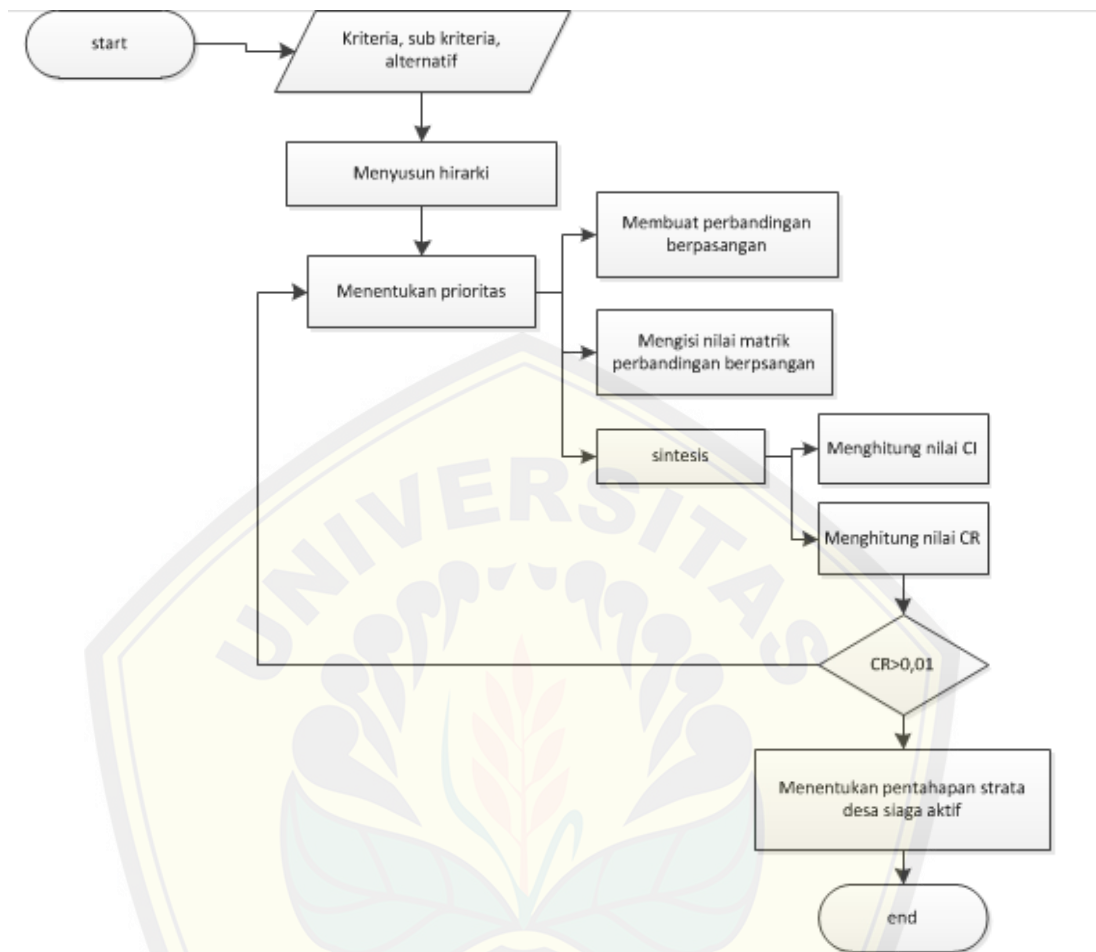 start
Kriteria, sub kriteria,
alternatif
Menyusun hirarki
Menentukan prioritas
Membuat perbandingan
berpasangan
Mengisi nilai matrik
perbandingan berpsangan
sintesis
Menghitung nilai CI
Menghitung nilai CR
CR>0,01
Menentukan pentahapan strata
desa siaga aktif
end
UNIVERSITAS